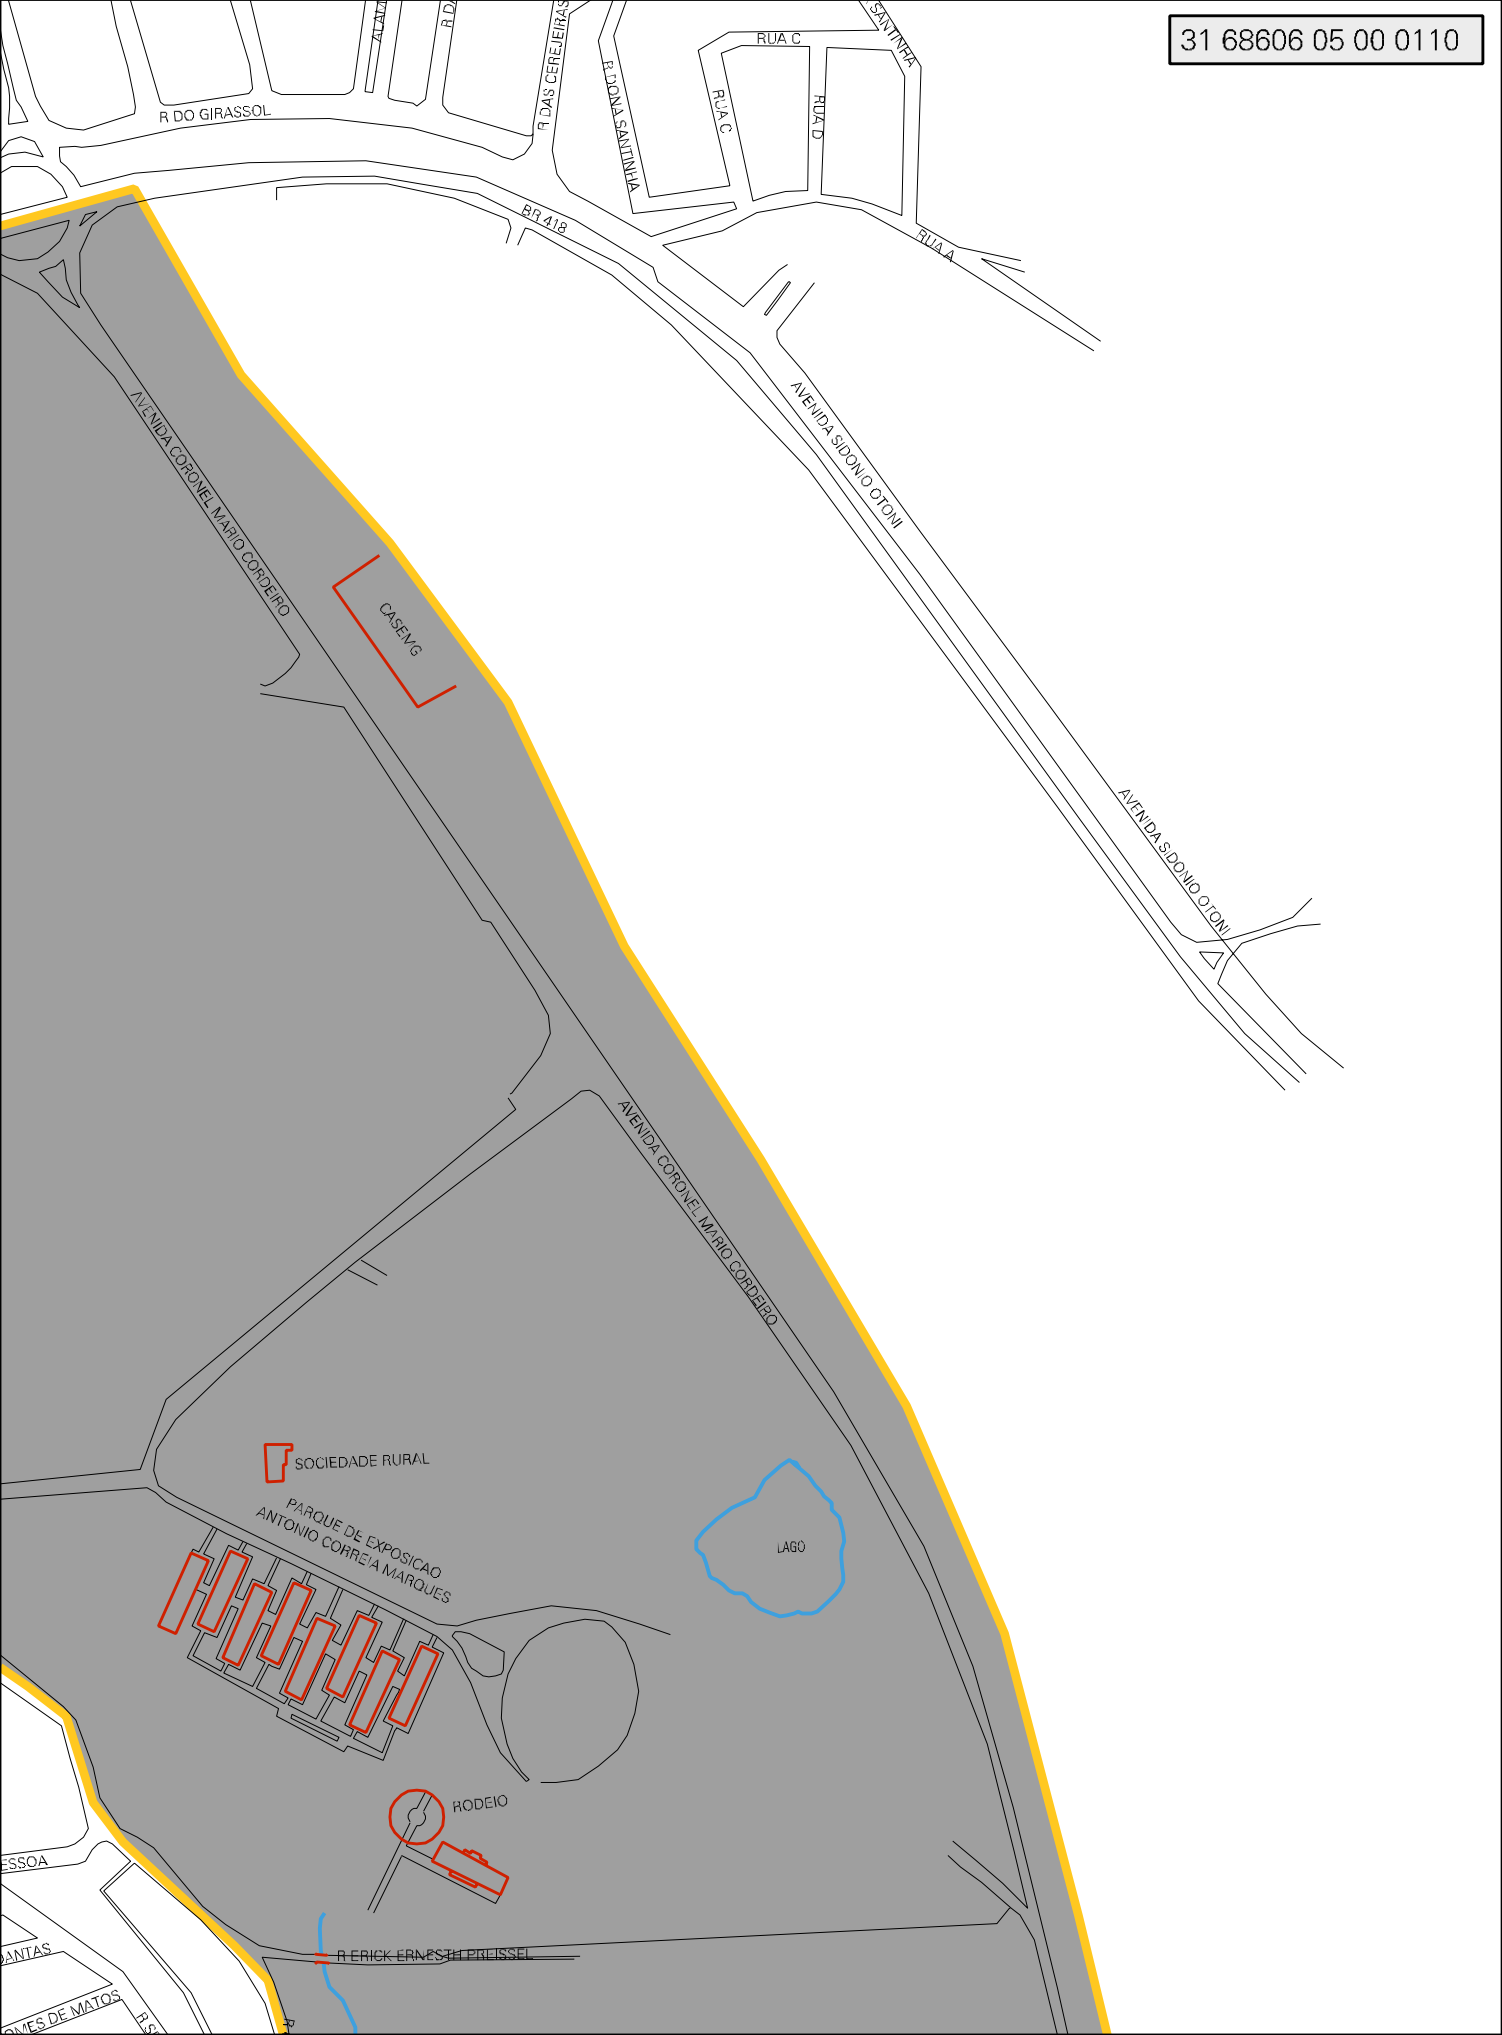 31 68606 05 00 0110
SANTINHA
RUA C
R DAS CEREJEIRAS
R DONA SANTINHA
RUA C
RUA D
R DO GIRASSOL
BR 418
RUA A
AVENIDA CORONEL MARIO CORDEIRO
AVENIDA SIDONIO OTONI
CASEMG
AVENIDA SIDONIO OTONI
AVENIDA CORONEL MARIO CORDEIRO
SOCIEDADE RURAL
PARQUE DE EXPOSICAO
ANTONIO CORREIA MARQUES
LAGO
RODEIO
ESSOA
DANTAS
R ERICK ERNESTH PREISSEL
OMES DE MATOS
R